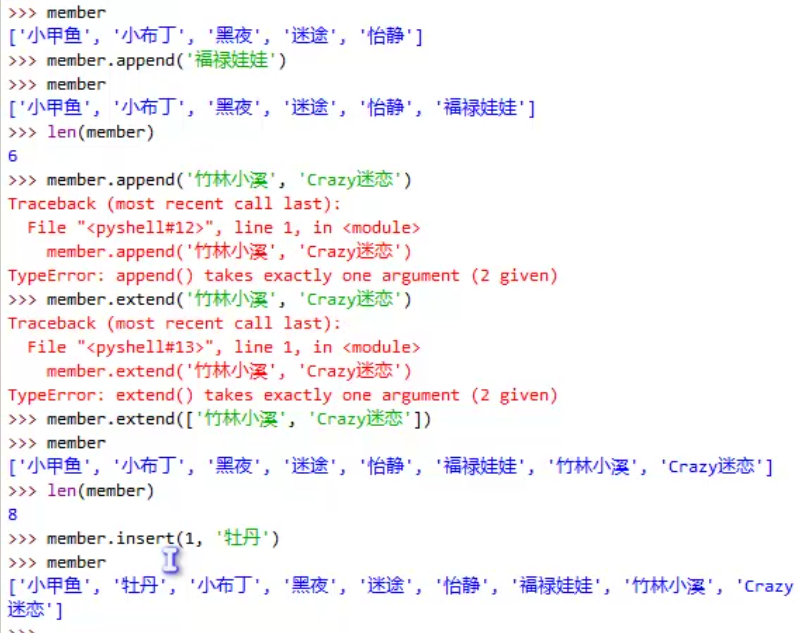 >>> member
['小甲鱼', '小布丁', '黑夜', '迷途', '怡静']
>>> member.append('福禄娃娃')
>>> member
['小甲鱼', '小布丁', '黑夜', '迷途', '怡静', '福禄娃娃']
>>> len(member)
6
>>> member.append('竹林小溪', 'Crazy迷恋')
Traceback (most recent call last):
  File "<pyshell#12>", line 1, in <module>
    member.append('竹林小溪', 'Crazy迷恋')
TypeError: append() takes exactly one argument (2 given)
>>> member.extend('竹林小溪', 'Crazy迷恋')
Traceback (most recent call last):
  File "<pyshell#13>", line 1, in <module>
    member.extend('竹林小溪', 'Crazy迷恋')
TypeError: extend() takes exactly one argument (2 given)
>>> member.extend(['竹林小溪', 'Crazy迷恋'])
>>> member
['小甲鱼', '小布丁', '黑夜', '迷途', '怡静', '福禄娃娃', '竹林小溪', 'Crazy迷恋']
>>> len(member)
8
>>> member.insert(1, '牡丹')
>>> member
['小甲鱼', '牡丹', '小布丁', '黑夜', '迷途', '怡静', '福禄娃娃', '竹林小溪', 'Crazy
迷恋']
>>>